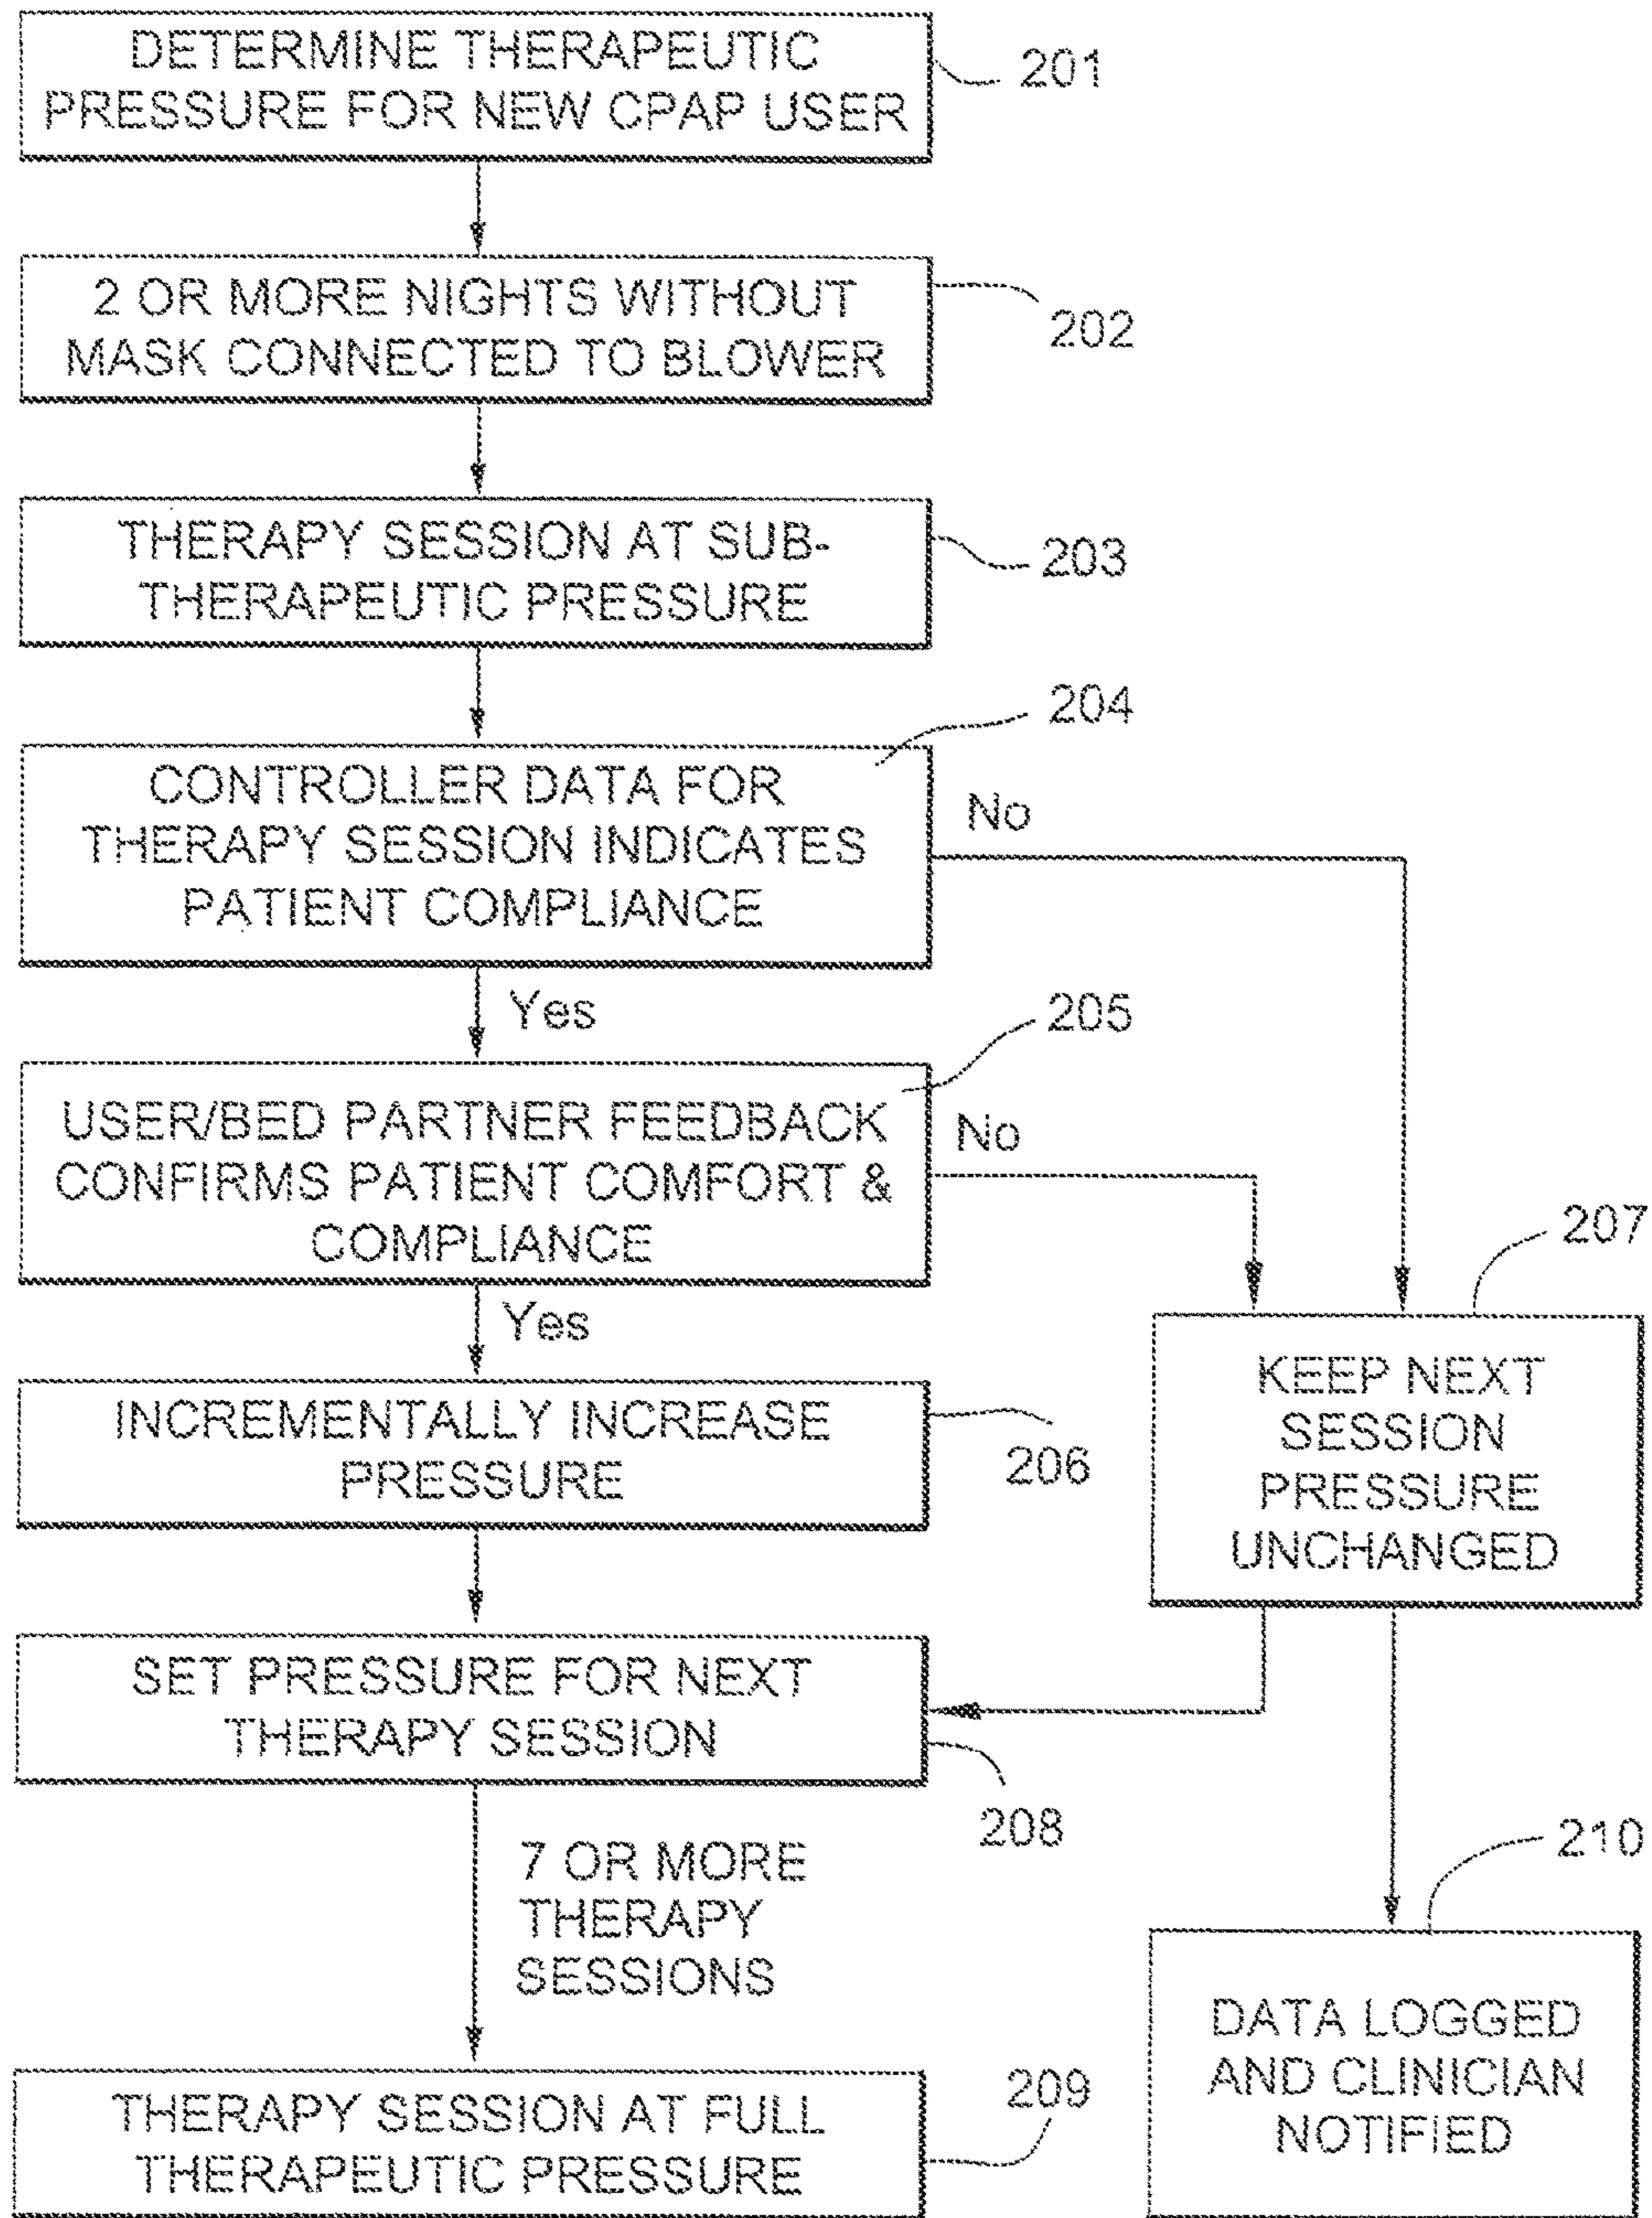 DETERMINE THERAPEUTIC
PRESSURE FOR NEW CPAP USER
201
2 OR MORE NIGHTS WITHOUT
MASK CONNECTED TO BLOWER
202
THERAPY SESSION AT SUB-
THERAPEUTIC PRESSURE
203
204
CONTROLLER DATA FOR
THERAPY SESSION INDICATES
PATIENT COMPLIANCE
No
Yes
205
USER/BED PARTNER FEEDBACK
CONFIRMS PATIENT COMFORT &
COMPLIANCE
No
Yes
207
KEEP NEXT
SESSION
PRESSURE
UNCHANGED
INCREMENTALLY INCREASE
PRESSURE
206
SET PRESSURE FOR NEXT
THERAPY SESSION
208
7 OR MORE
THERAPY
SESSIONS
210
DATA LOGGED
AND CLINICIAN
NOTIFIED
THERAPY SESSION AT FULL
THERAPEUTIC PRESSURE
209